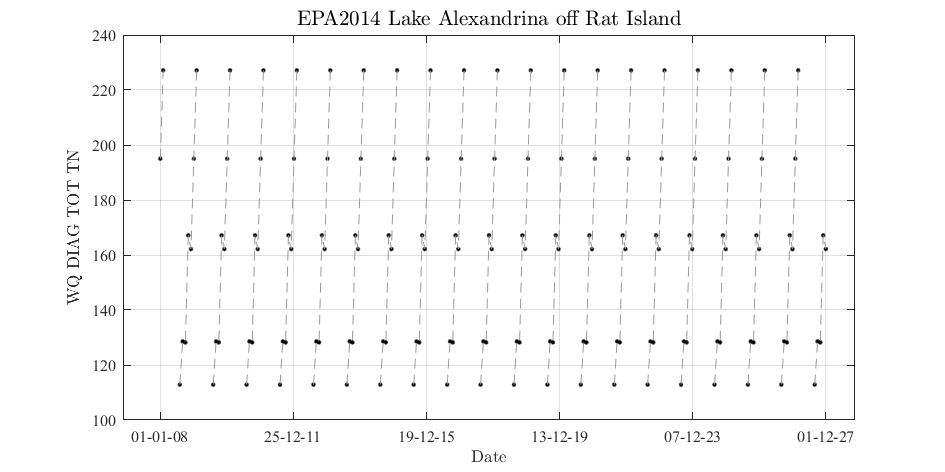 EPA2014 Lake Alexandrina off Rat Island
240
220
200
180
160
140
120
100
WQ DIAG TOT TN
01-01-08 25-12-11 19-12-15 13-12-19 07-12-23 01-12-27
Date